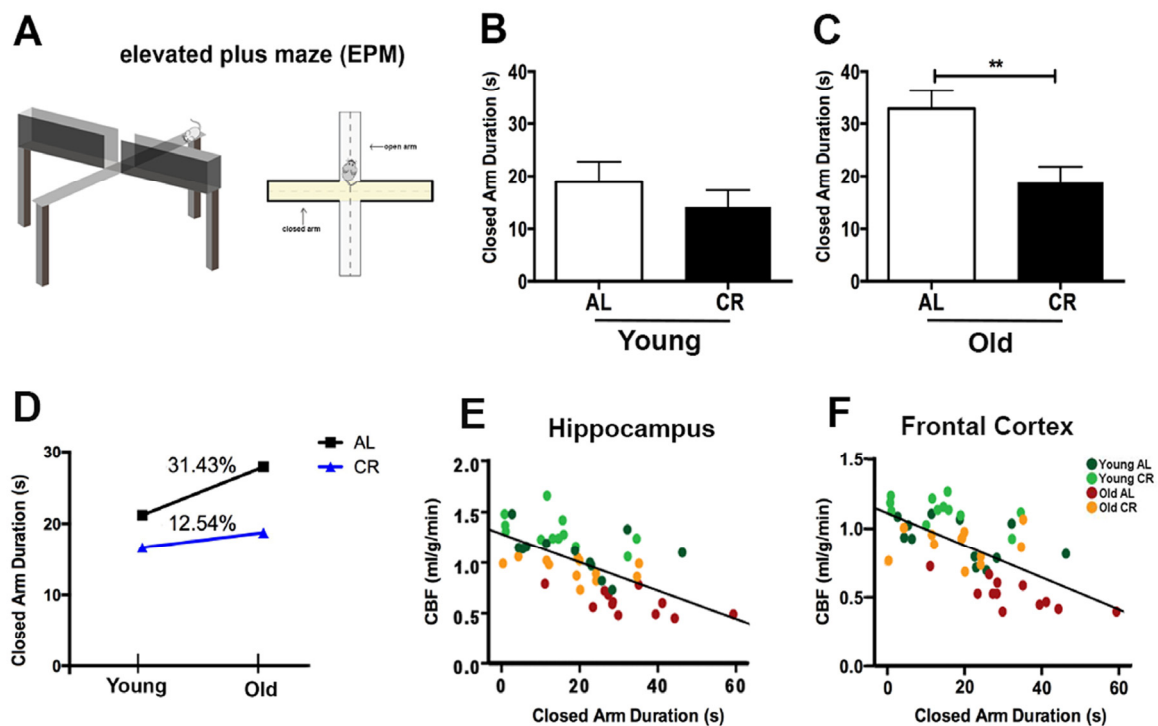 A
elevated plus maze (EPM)
open arm
closed arm
B
Closed Arm Duration (s)
40
30
20
10
0
AL
CR
Young
C
Closed Arm Duration (s)
40
30
20
10
0
**
AL
CR
Old
D
Closed Arm Duration (s)
30
20
10
0
31.43%
12.54%
Young
Old
AL
CR
E
Hippocampus
CBF (ml/g/min)
2.0
1.5
1.0
0.5
0.0
0
20
40
60
Closed Arm Duration (s)
F
Frontal Cortex
CBF (ml/g/min)
1.5
1.0
0.5
0.0
0
20
40
60
Closed Arm Duration (s)
Young AL
Young CR
Old AL
Old CR